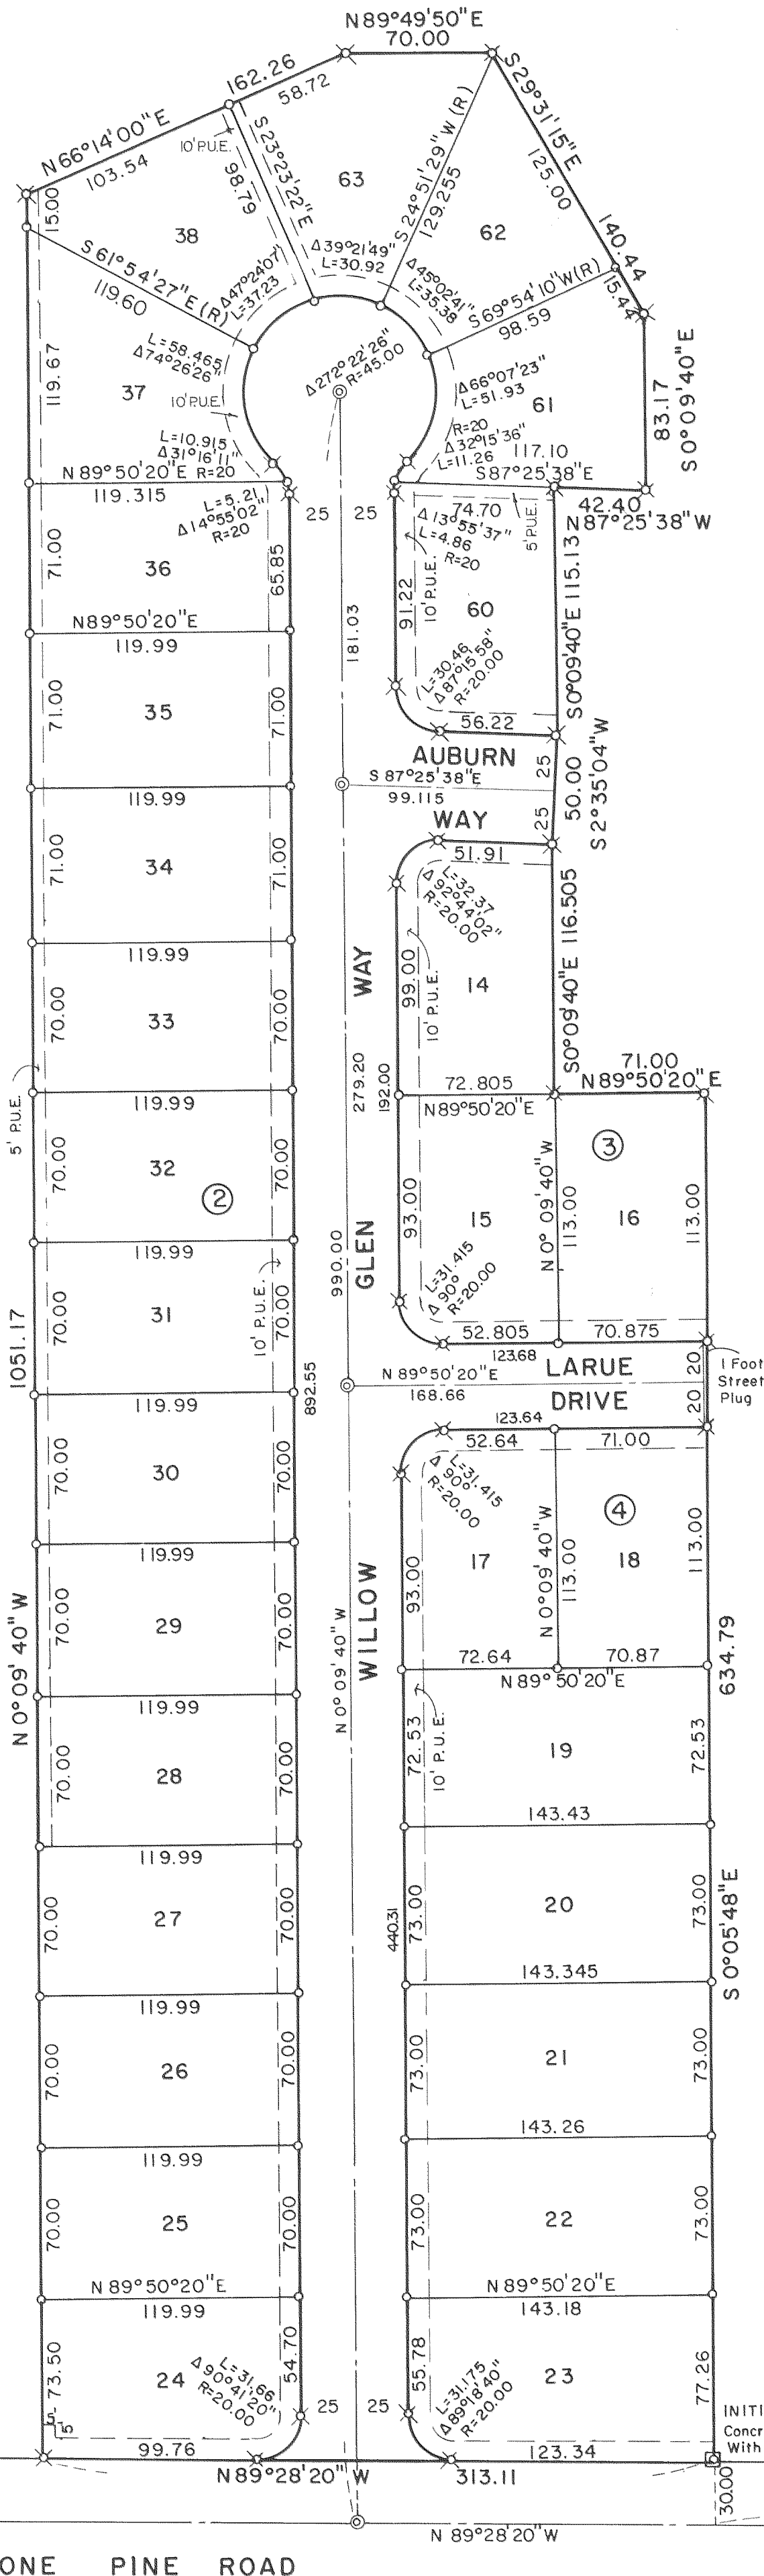 N89°49'50"E
70.00
162.26
58.72
S29°31'15"E
125.00
N66°14'00"E
103.54
10' P.U.E.
S23°23'22"E
98.79
63
S24°51'29"W (R)
129.255
62
140.44
15.44
15.00
38
S61°54'27"E (R)
119.60
Δ47°24'07"
L=37.23
Δ39°21'49"
L=30.92
Δ45°02'41"
L=35.38
S69°54'10"W(R)
98.59
83.17
S0°09'40"E
119.67
37
L=58.465
Δ74°26'26"
10' P.U.E.
Δ272°22'26"
R=45.00
Δ66°07'23"
L=51.93
61
L=10.915
Δ31°16'11"
R=20
R=20
Δ32°15'36"
L=11.26
117.10
S87°25'38"E
N89°50'20"E
119.315
L=5.21
Δ14°55'02"
R=20
25
25
74.70
5' P.U.E.
42.40
N87°25'38"W
Δ13°55'37"
L=4.86
R=20
71.00
36
65.85
91.22
10' P.U.E.
60
S0°09'40"E 115.13
181.03
N89°50'20"E
119.99
L=30.46
Δ87°15'58"
R=20.00
71.00
35
71.00
56.22
AUBURN
25
50.00
S2°35'04"W
S87°25'38"E
99.115
119.99
WAY
25
71.00
34
71.00
51.91
L=32.37
Δ92°44'02"
R=20.00
S0°09'40"E 116.505
119.99
WAY
99.00
10' P.U.E.
14
70.00
33
70.00
279.20
192.00
72.805
N89°50'20"E
71.00
N89°50'20"E
5' P.U.E.
119.99
70.00
32
②
70.00
93.00
15
N0°09'40"W
113.00
③
16
113.00
119.99
GLEN
990.00
1051.17
70.00
31
10' P.U.E.
70.00
L=31.415
Δ90°
R=20.00
52.805
70.875
123.68
LARUE
N89°50'20"E
168.66
DRIVE
20
20
1 Foot
Street
Plug
119.99
892.55
123.64
52.64
71.00
70.00
30
70.00
L=31.415
Δ90°
R=20.00
④
119.99
93.00
17
N0°09'40"W
113.00
18
113.00
70.00
29
70.00
WILLOW
N0°09'40"W
N0°09'40"W
72.64
70.87
N89°50'20"E
634.79
119.99
70.00
28
70.00
72.53
10' P.U.E.
19
72.53
119.99
143.43
70.00
27
70.00
440.31
73.00
20
73.00
S0°05'48"E
119.99
143.345
70.00
26
70.00
73.00
21
73.00
119.99
143.26
70.00
25
70.00
73.00
22
73.00
N89°50°20"E
119.99
N89°50'20"E
143.18
73.50
24
L=31.66
Δ90°41'20"
R=20.00
54.70
25
25
55.78
L=31.175
Δ89°18'40"
R=20.00
23
77.26
5'
5'
99.76
123.34
INITI
Concr
With
N89°28'20"W
313.11
30.00
N 89°28'20"W
ONE PINE ROAD